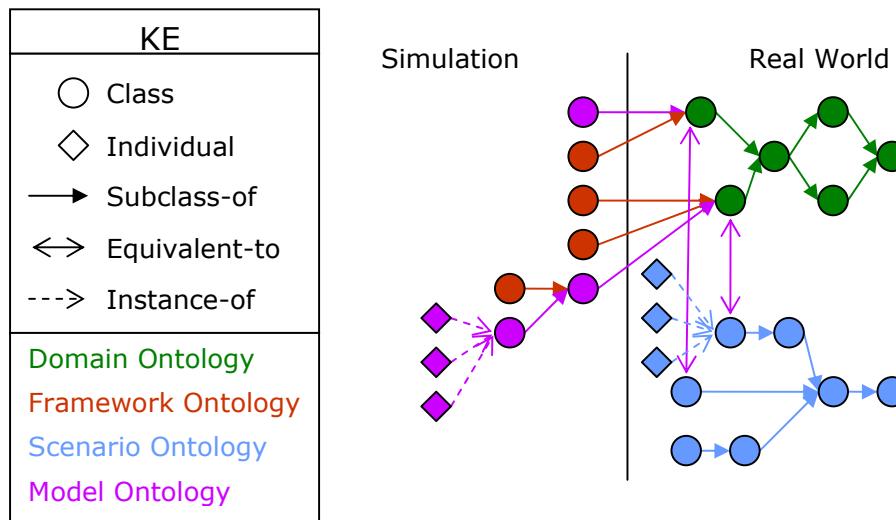 KE
Class
Individual
Subclass-of
Equivalent-to
Instance-of
Domain Ontology
Framework Ontology
Scenario Ontology
Model Ontology
Simulation
Real World